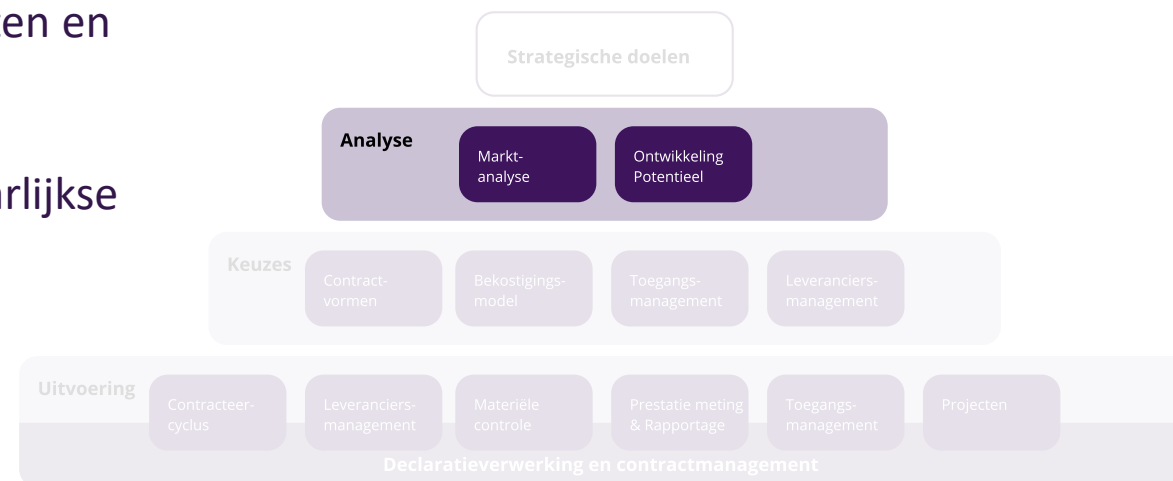 en en
Strategische doelen
Analyse
Markt-
analyse
Ontwikkeling
Potentieel
rlijkse
Keuzes
Contract-
vormen
Bekostigings-
model
Toegangs-
management
Leveranciers-
management
Uitvoering
Contracteer-
cyclus
Leveranciers-
management
Materiële
controle
Prestatie meting
& Rapportage
Toegangs-
management
Projecten
Declaratieverwerking en contractmanagement